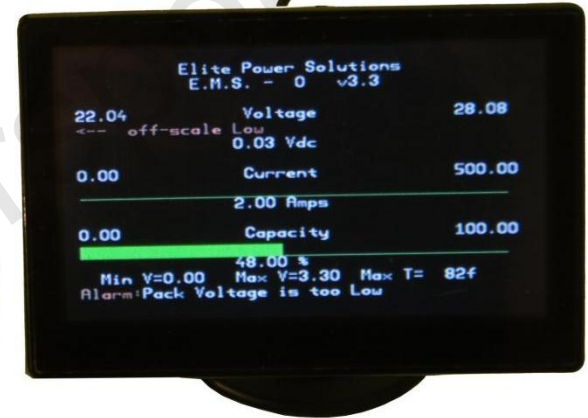 Elite Power Solutions
E.M.S. - O v3.3
22.04 Voltage 28.08
<-- off-scale Low
0.03 Vdc
0.00 Current 500.00
2.00 Amps
0.00 Capacity 100.00
48.00 %
Min V=0.00 Max V=3.30 Max T= 82f
Alarm:Pack Voltage is too Low